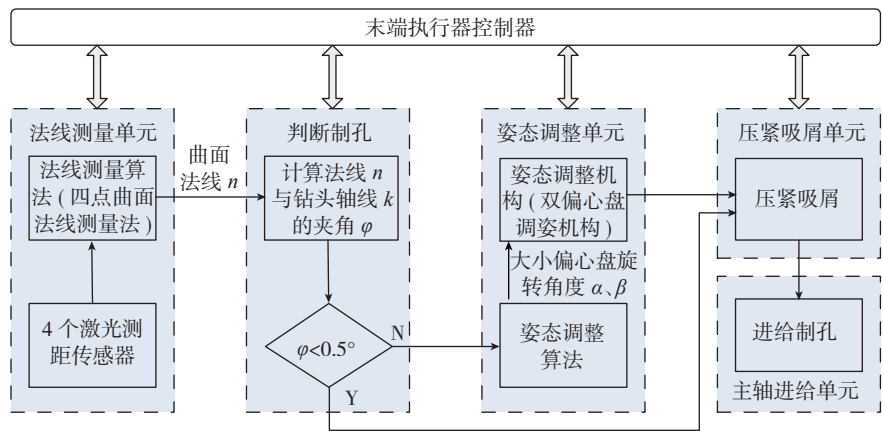 末端执行器控制器
法线测量单元
法线测量算
法(四点曲面
法线测量法)
4 个激光测
距传感器
曲面
法线 n
判断制孔
计算法线 n
与钻头轴线 k
的夹角 φ
φ<0.5°
N
Y
姿态调整单元
姿态调整机
构(双偏心盘
调姿机构)
大小偏心盘旋
转角度 α、β
姿态调整
算法
压紧吸屑单元
压紧吸屑
进给制孔
主轴进给单元